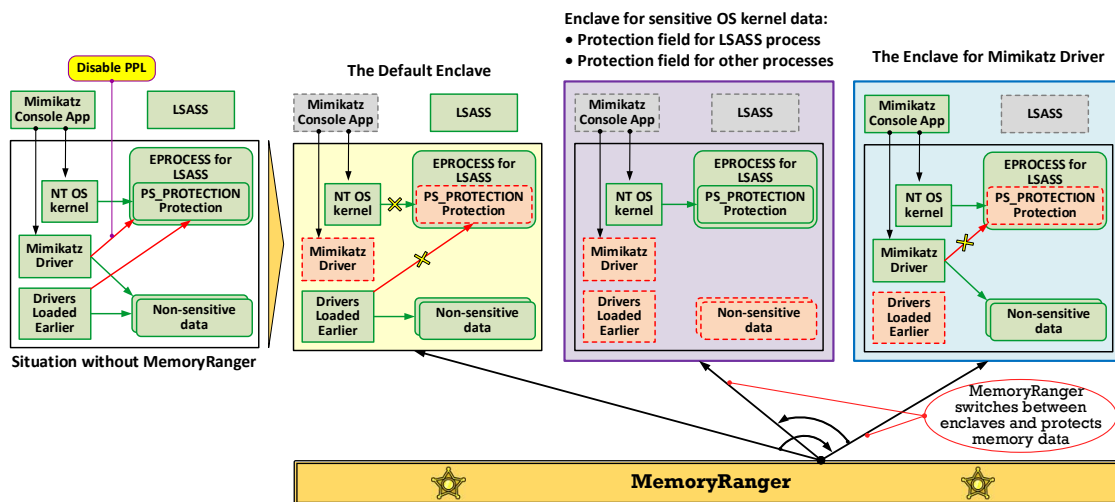 Enclave for sensitive OS kernel data:
• Protection field for LSASS process
• Protection field for other processes
Disable PPL
The Default Enclave
The Enclave for Mimikatz Driver
Mimikatz
Console App
LSASS
EPROCESS for
LSASS
PS_PROTECTION
Protection
NT OS
kernel
Mimikatz
Driver
Drivers
Loaded
Earlier
Non-sensitive
data
Situation without MemoryRanger
Mimikatz
Console App
LSASS
EPROCESS for
LSASS
PS_PROTECTION
Protection
NT OS
kernel
Mimikatz
Driver
Drivers
Loaded
Earlier
Non-sensitive
data
Mimikatz
Console App
LSASS
EPROCESS for
LSASS
PS_PROTECTION
Protection
NT OS
kernel
Mimikatz
Driver
Drivers
Loaded
Earlier
Non-sensitive
data
Mimikatz
Console App
LSASS
EPROCESS for
LSASS
PS_PROTECTION
Protection
NT OS
kernel
Mimikatz
Driver
Drivers
Loaded
Earlier
Non-sensitive
data
MemoryRanger
switches between
enclaves and protects
memory data
MemoryRanger